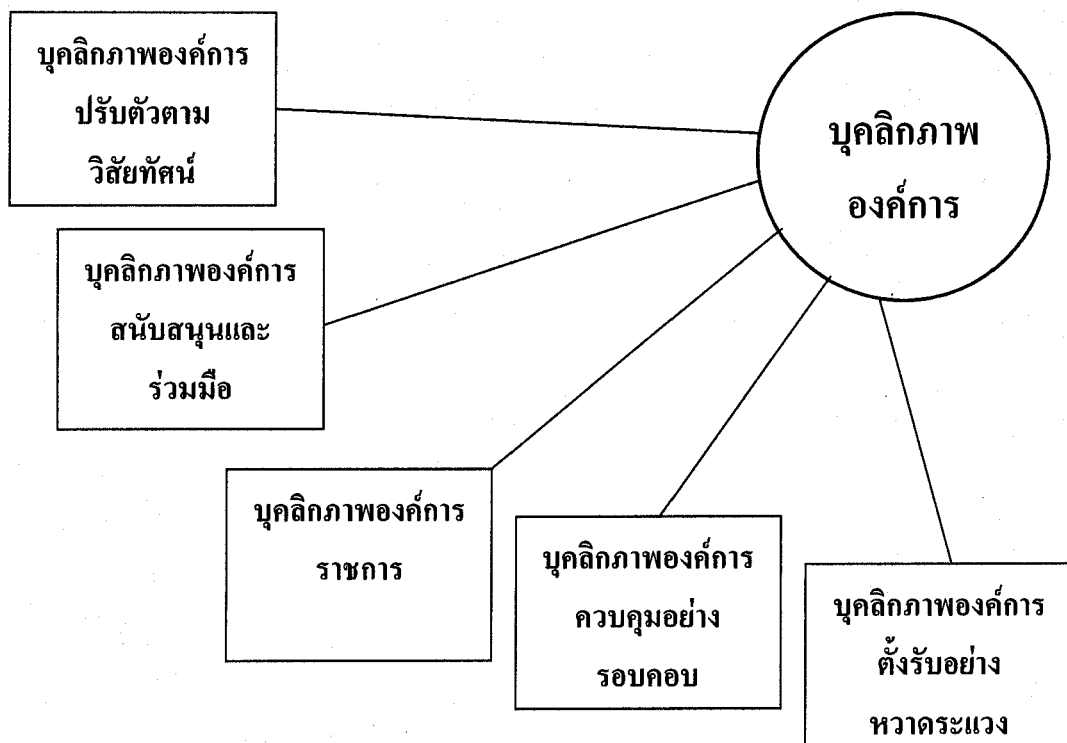 บุคลิกภาพองค์การ
ปรับตัวตาม
วิสัยทัศน์
บุคลิกภาพ
องค์การ
บุคลิกภาพองค์การ
สนับสนุนและ
ร่วมมือ
บุคลิกภาพองค์การ
ราชการ
บุคลิกภาพองค์การ
ควบคุมอย่าง
รอบคอบ
บุคลิกภาพองค์การ
ตั้งรับอย่าง
หวาดระแวง